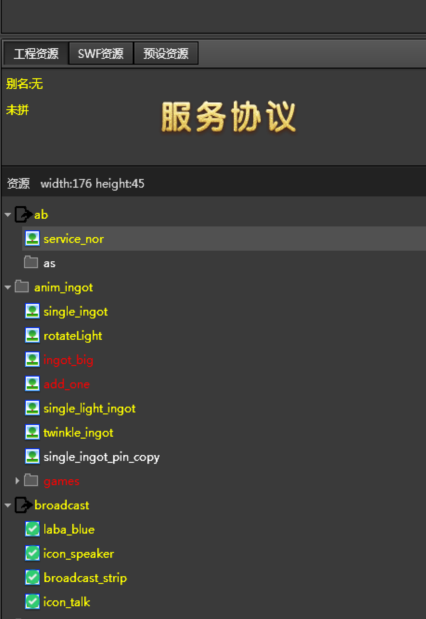 工程资源 SWF资源 预设资源
别名:无
未拼
服务协议
资源 width:176 height:45
ab
service_nor
as
anim_ingot
single_ingot
rotateLight
ingot_big
add_one
single_light_ingot
twinkle_ingot
single_ingot_pin_copy
games
broadcast
laba_blue
icon_speaker
broadcast_strip
icon_talk